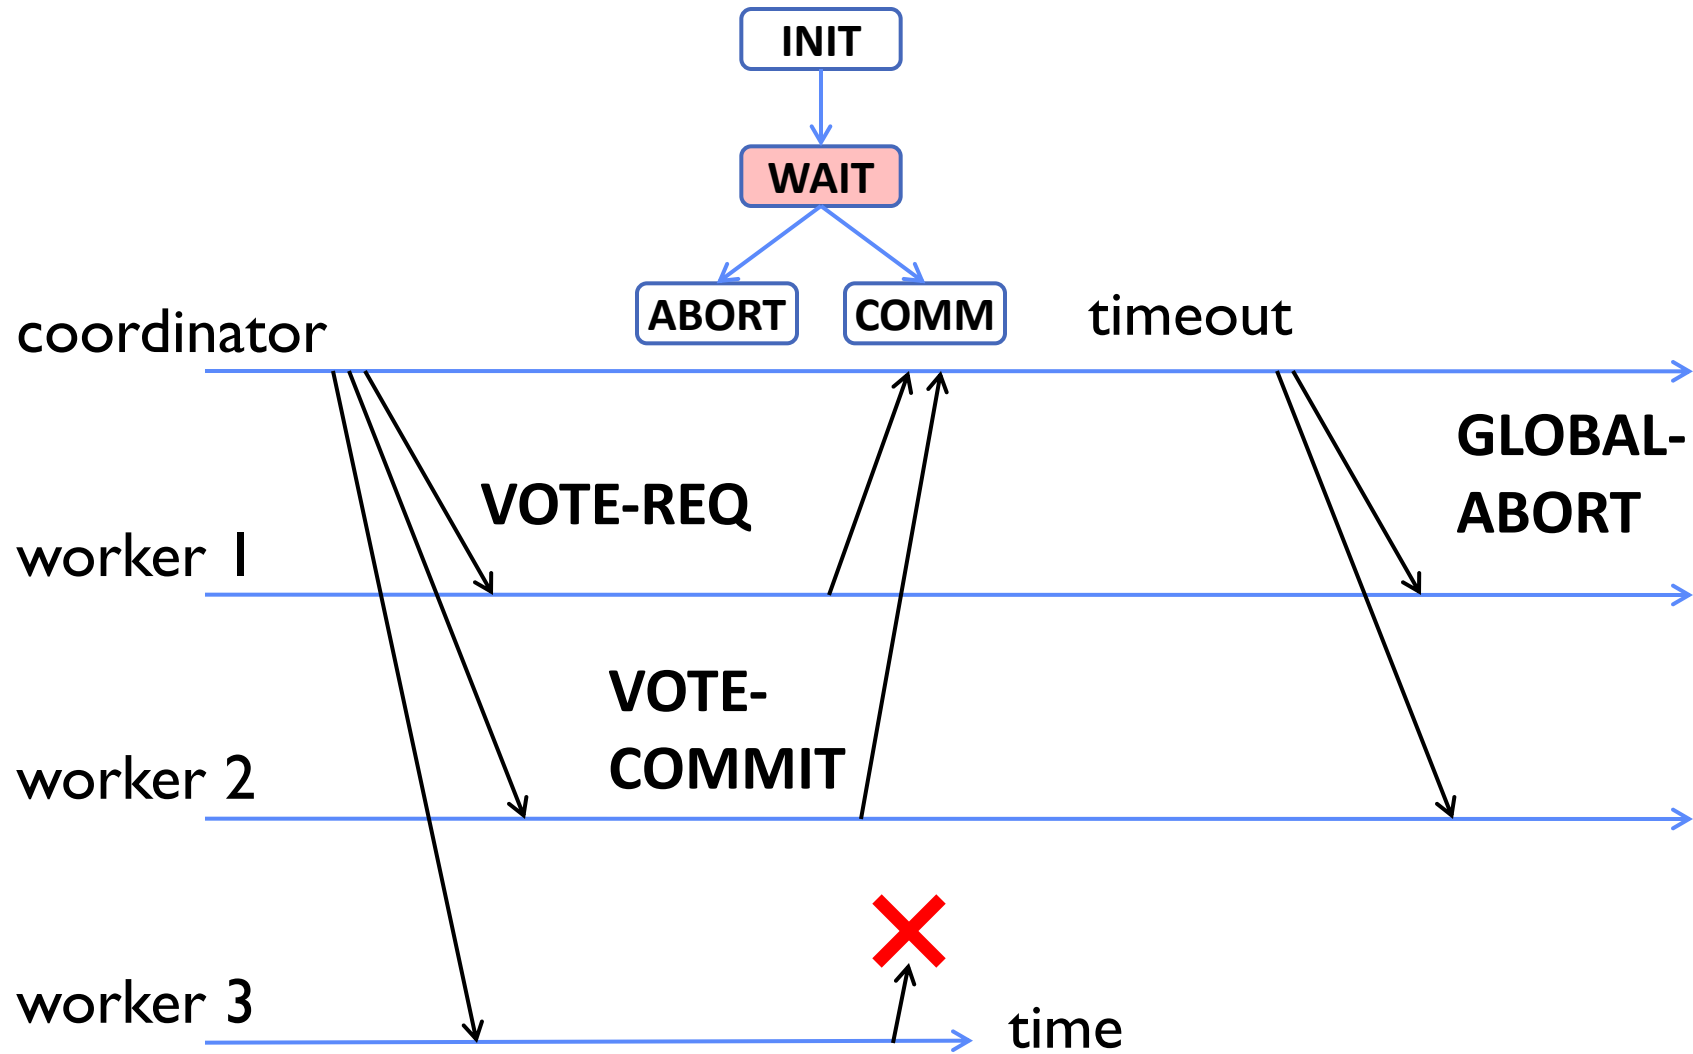 INIT
WAIT
ABORT
COMM
coordinator
timeout
GLOBAL-
ABORT
VOTE-REQ
worker 1
VOTE-
COMMIT
worker 2
worker 3
time